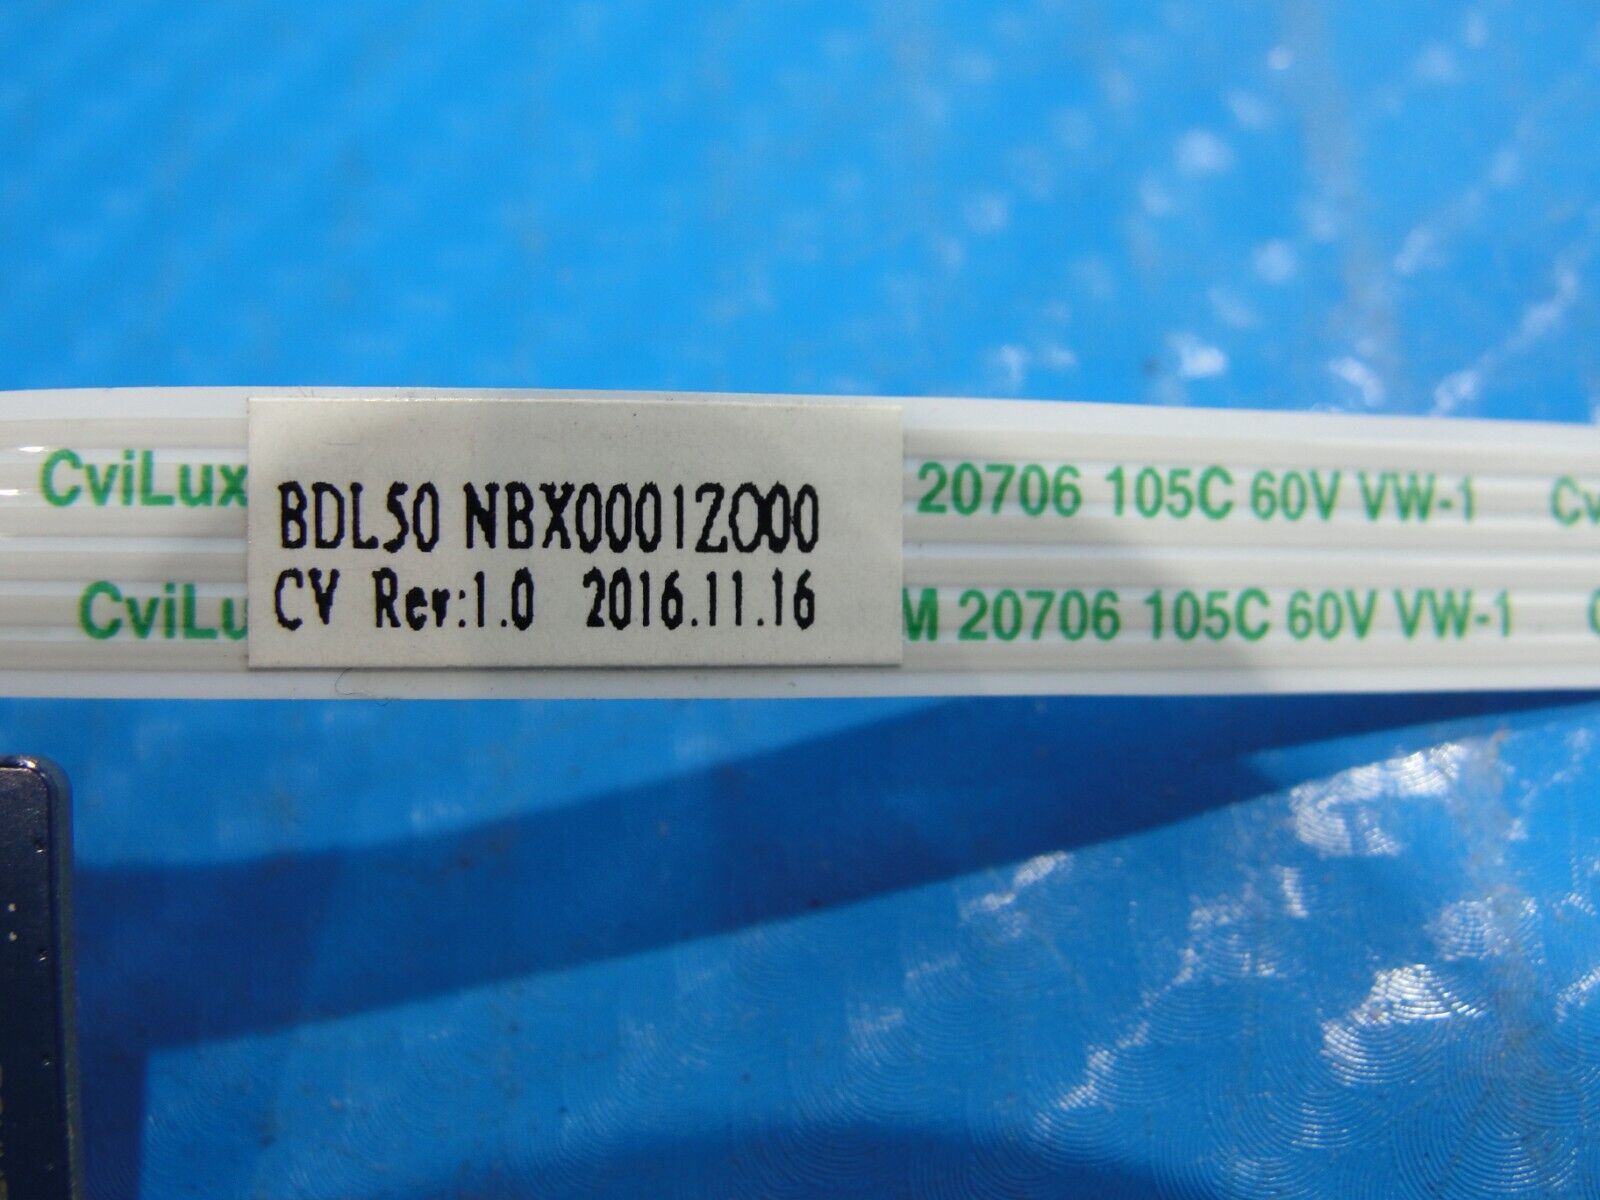 CviLux
BDL50 NBX0001ZO00
CV Rev:1.0 2016.11.16
20706 105C 60V VW-1
CviLu
M 20706 105C 60V VW-1